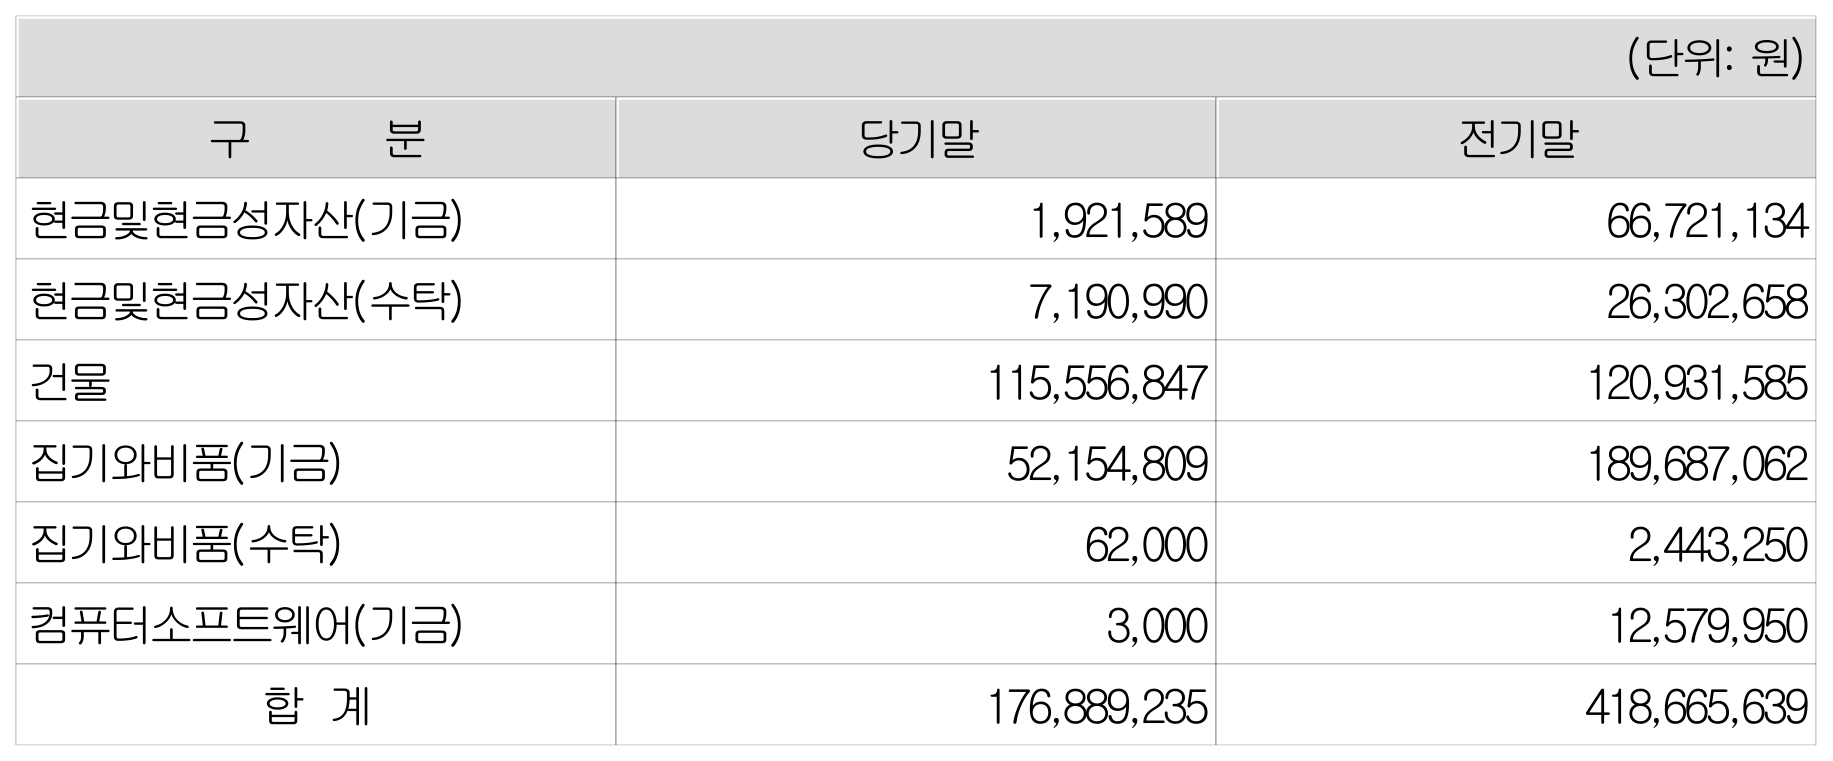 (단위: 원)
구 분 당기말 전기말
현금및현금성자산(기금) 1,921,589 66,721,134
현금및현금성자산(수탁) 7,190,990 26,302,658
건물 115,556,847 120,931,585
집기와비품(기금) 52,154,809 189,687,062
집기와비품(수탁) 62,000 2,443,250
컴퓨터소프트웨어(기금) 3,000 12,579,950
합 계 176,889,235 418,665,639